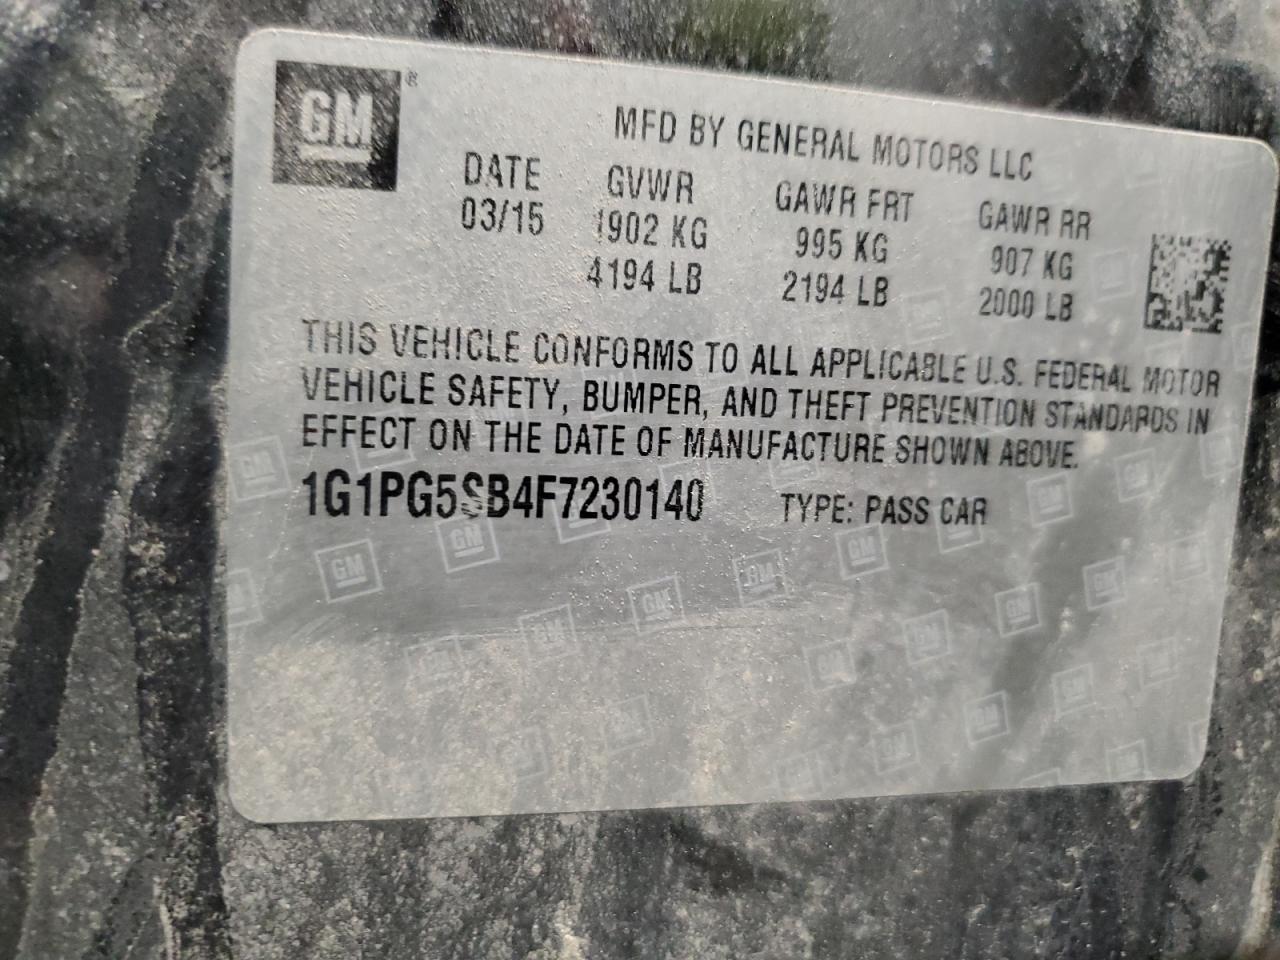 GM®
MFD BY GENERAL MOTORS LLC
DATE GVWR GAWR FRT GAWR RR
03/15 1902 KG 995 KG 907 KG
4194 LB 2194 LB 2000 LB
THIS VEHICLE CONFORMS TO ALL APPLICABLE U.S. FEDERAL MOTOR
VEHICLE SAFETY, BUMPER, AND THEFT PREVENTION STANDARDS IN
EFFECT ON THE DATE OF MANUFACTURE SHOWN ABOVE.
1G1PG5SB4F7230140 TYPE: PASS CAR